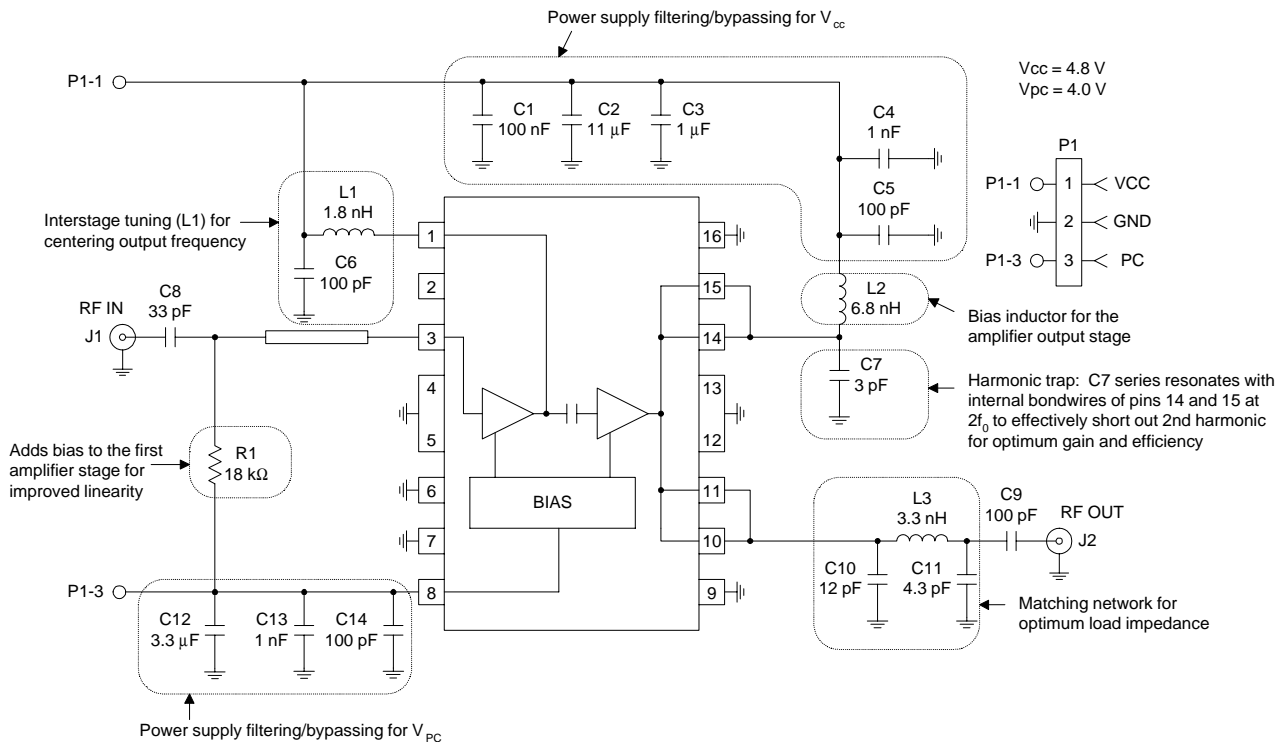 Power supply filtering/bypassing for Vcc
P1-1
Vcc = 4.8 V
Vpc = 4.0 V
C1
100 nF
C2
11 μF
C3
1 μF
C4
1 nF
C5
100 pF
P1
P1-1
1
VCC
2
GND
P1-3
3
PC
Interstage tuning (L1) for
centering output frequency
L1
1.8 nH
C6
100 pF
1
2
3
4
5
6
7
8
16
15
14
13
12
11
10
9
L2
6.8 nH
Bias inductor for the
amplifier output stage
C8
33 pF
RF IN
J1
C7
3 pF
Harmonic trap: C7 series resonates with
internal bondwires of pins 14 and 15 at
2f0 to effectively short out 2nd harmonic
for optimum gain and efficiency
Adds bias to the first
amplifier stage for
improved linearity
R1
18 kΩ
BIAS
L3
3.3 nH
C9
100 pF
RF OUT
J2
C10
12 pF
C11
4.3 pF
Matching network for
optimum load impedance
P1-3
C12
3.3 μF
C13
1 nF
C14
100 pF
Power supply filtering/bypassing for VPC